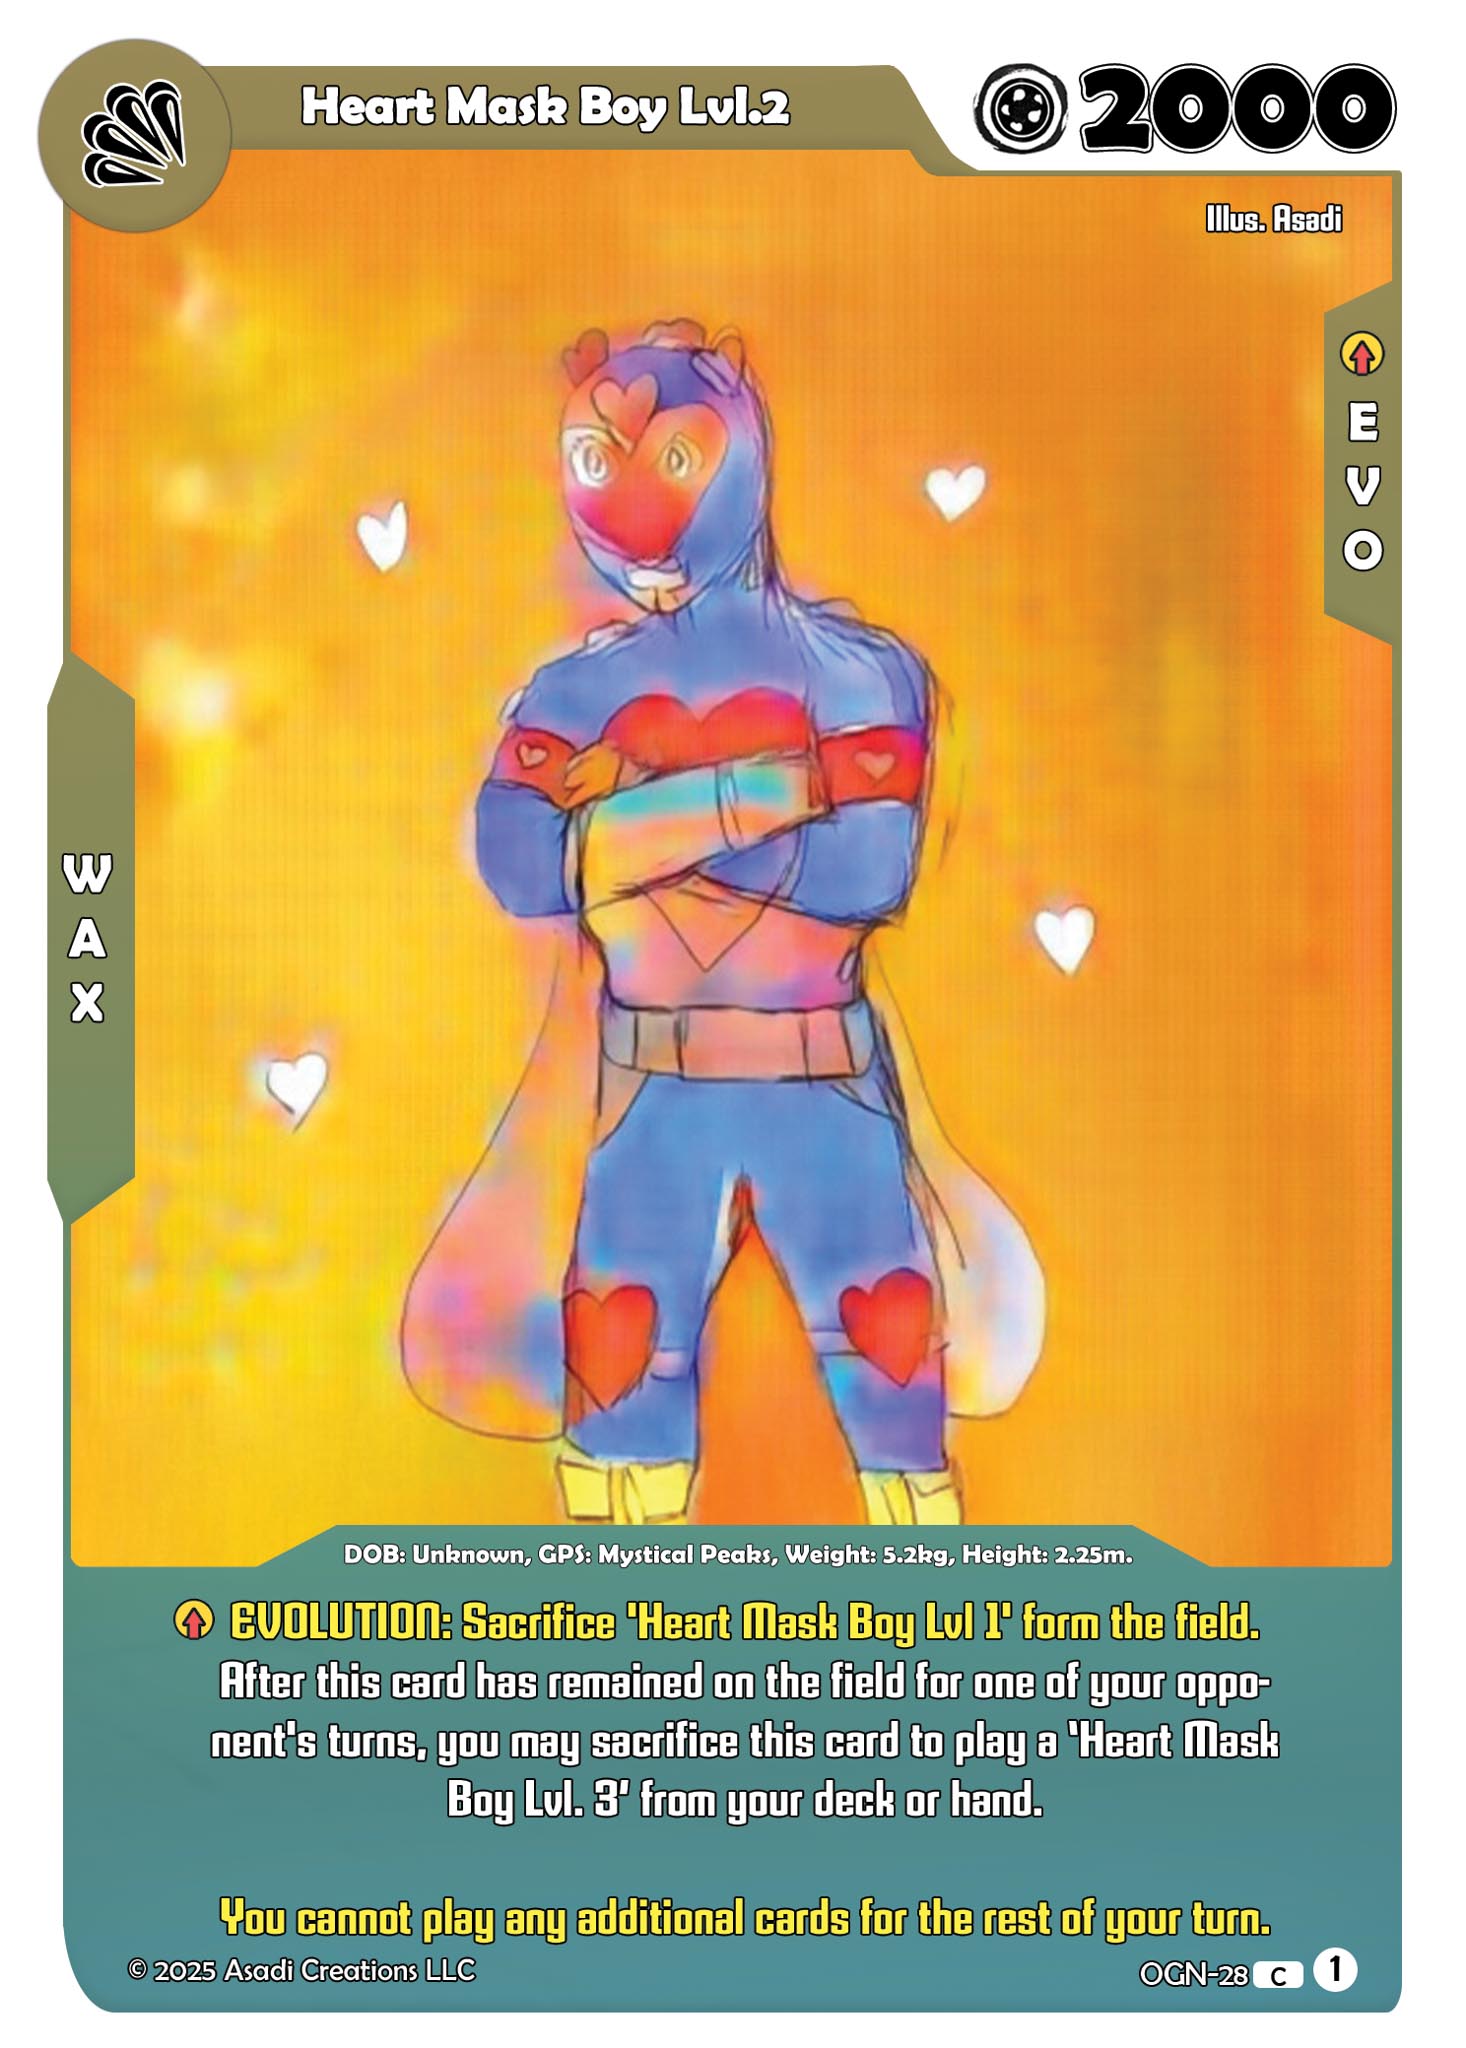 Heart Mask Boy Lvl.2
2000
Illus. Asadi
EVO
WAX
DOB: Unknown, GPS: Mystical Peaks, Weight: 5.2kg, Height: 2.25m.
EVOLUTION: Sacrifice 'Heart Mask Boy Lvl 1' form the field.
After this card has remained on the field for one of your oppo-
nent's turns, you may sacrifice this card to play a 'Heart Mask
Boy Lvl. 3' from your deck or hand.
You cannot play any additional cards for the rest of your turn.
© 2025 Asadi Creations LLC
OGN-28 C 1